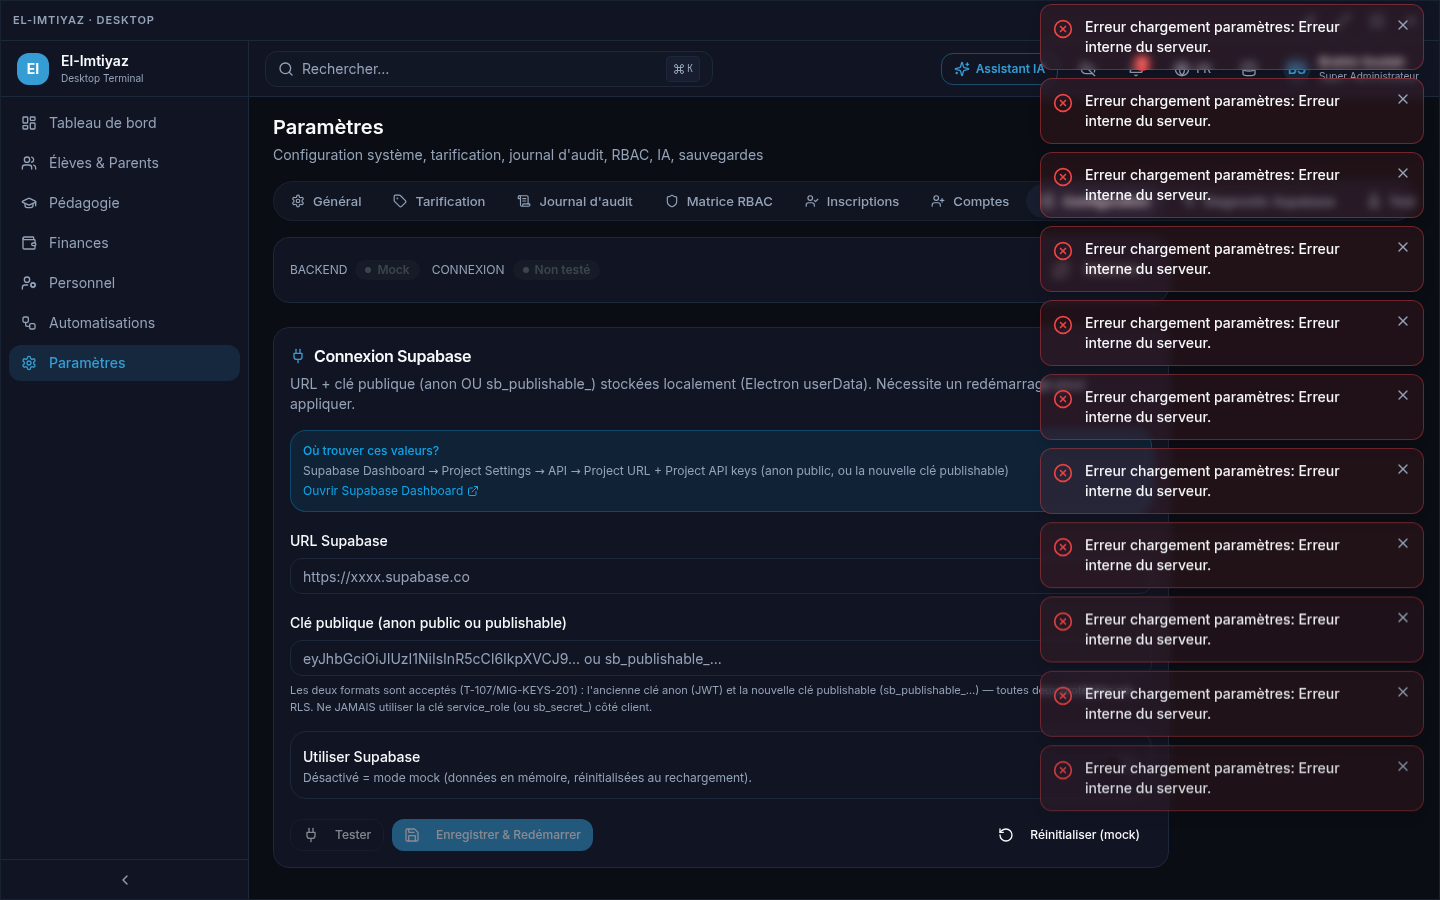 EL-IMTIYAZ · DESKTOP
EI
El-Imtiyaz
Desktop Terminal
Rechercher...
⌘K
Assistant IA
FR
BS
Super Administrateur
Tableau de bord
Élèves & Parents
Pédagogie
Finances
Personnel
Automatisations
Paramètres
Paramètres
Configuration système, tarification, journal d'audit, RBAC, IA, sauvegardes
Général
Tarification
Journal d'audit
Matrice RBAC
Inscriptions
Comptes
BACKEND
Mock
CONNEXION
Non testé
Connexion Supabase
URL + clé publique (anon OU sb_publishable_) stockées localement (Electron userData). Nécessite un redémarrage
appliquer.
Où trouver ces valeurs?
Supabase Dashboard → Project Settings → API → Project URL + Project API keys (anon public, ou la nouvelle clé publishable)
Ouvrir Supabase Dashboard
URL Supabase
https://xxxx.supabase.co
Clé publique (anon public ou publishable)
eyJhbGciOiJIUzI1NiIsInR5cCI6IkpXVCJ9... ou sb_publishable_...
Les deux formats sont acceptés (T-107/MIG-KEYS-201) : l'ancienne clé anon (JWT) et la nouvelle clé publishable (sb_publishable_...) — toutes
RLS. Ne JAMAIS utiliser la clé service_role (ou sb_secret_) côté client.
Utiliser Supabase
Désactivé = mode mock (données en mémoire, réinitialisées au rechargement).
Tester
Enregistrer & Redémarrer
Réinitialiser (mock)
Erreur chargement paramètres: Erreur
interne du serveur.
Erreur chargement paramètres: Erreur
interne du serveur.
Erreur chargement paramètres: Erreur
interne du serveur.
Erreur chargement paramètres: Erreur
interne du serveur.
Erreur chargement paramètres: Erreur
interne du serveur.
Erreur chargement paramètres: Erreur
interne du serveur.
Erreur chargement paramètres: Erreur
interne du serveur.
Erreur chargement paramètres: Erreur
interne du serveur.
Erreur chargement paramètres: Erreur
interne du serveur.
Erreur chargement paramètres: Erreur
interne du serveur.
Erreur chargement paramètres: Erreur
interne du serveur.